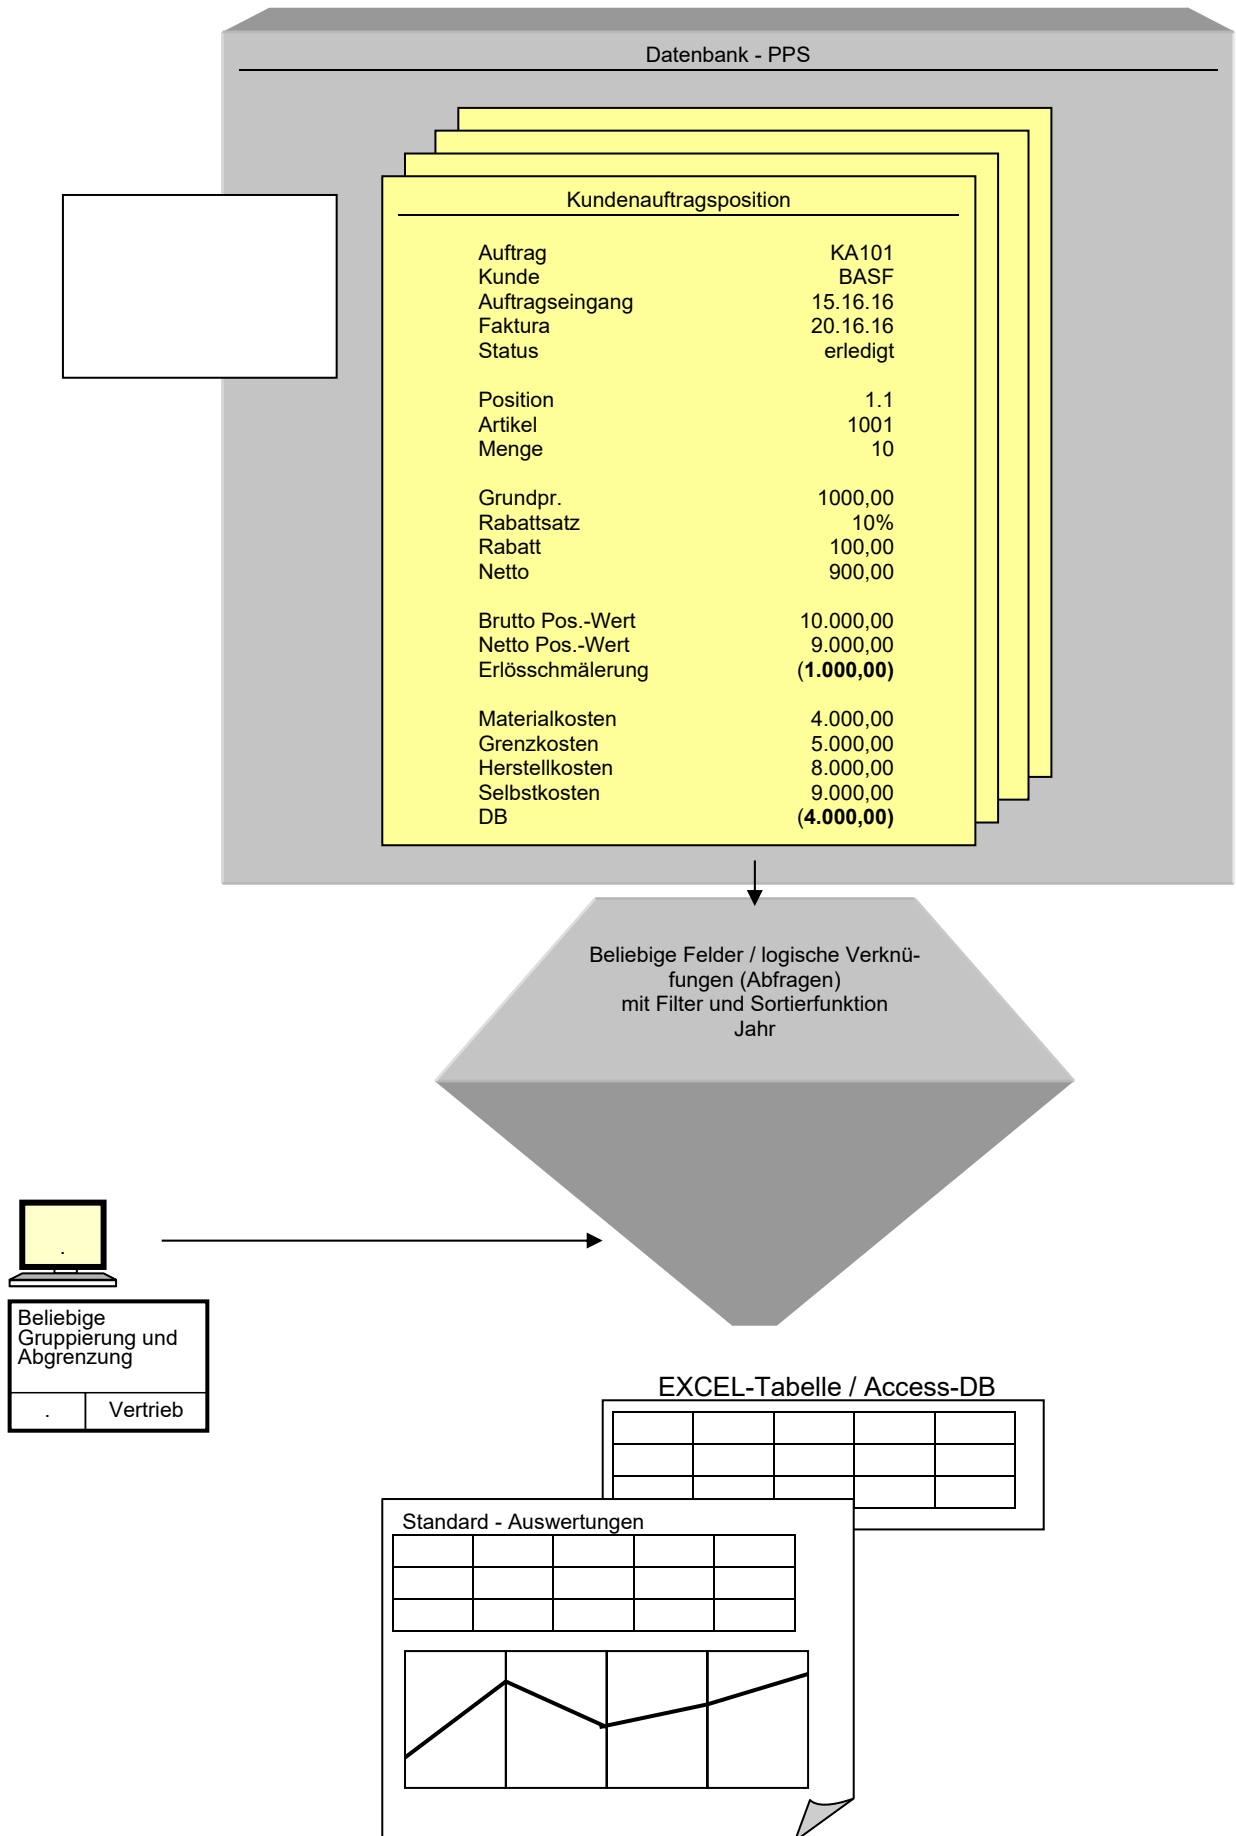 Datenbank - PPS
Kundenauftragsposition
Auftrag KA101
Kunde BASF
Auftragseingang 15.16.16
Faktura 20.16.16
Status erledigt
Position 1.1
Artikel 1001
Menge 10
Grundpr. 1000,00
Rabattsatz 10%
Rabatt 100,00
Netto 900,00
Brutto Pos.-Wert 10.000,00
Netto Pos.-Wert 9.000,00
Erlösschmälerung (1.000,00)
Materialkosten 4.000,00
Grenzkosten 5.000,00
Herstellkosten 8.000,00
Selbstkosten 9.000,00
DB (4.000,00)
Beliebige Felder / logische Verknü-
fungen (Abfragen)
mit Filter und Sortierfunktion
Jahr
.
Beliebige
Gruppierung und
Abgrenzung
. Vertrieb
EXCEL-Tabelle / Access-DB
Standard - Auswertungen